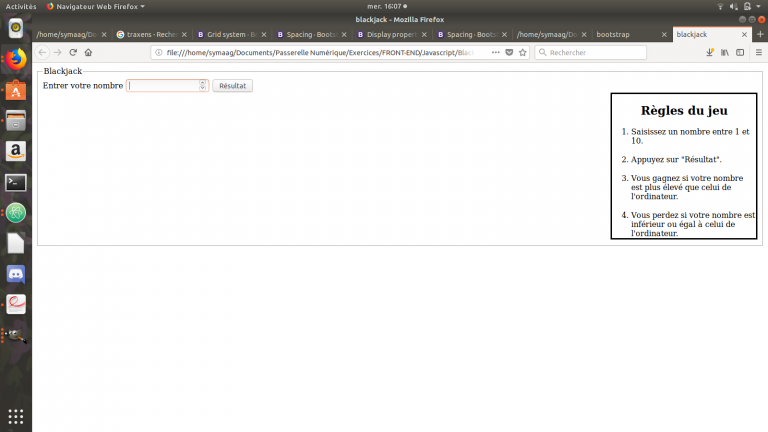 Activités
Navigateur Web Firefox
mer. 16:07
blackjack - Mozilla Firefox
/home/symaag/Do
traxens - Reche
Grid system · B
Spacing · Boots
Display propert
Spacing · Boots
/home/symaag/Do
bootstrap
blackjack
file:///home/symaag/Documents/Passerelle Numérique/Exercices/FRONT-END/Javascript/Blac
Rechercher
Blackjack
Entrer votre nombre
Résultat
Règles du jeu
1. Saisissez un nombre entre 1 et
10.
2. Appuyez sur "Résultat".
3. Vous gagnez si votre nombre
est plus élevé que celui de
l'ordinateur.
4. Vous perdez si votre nombre est
inférieur ou égal à celui de
l'ordinateur.